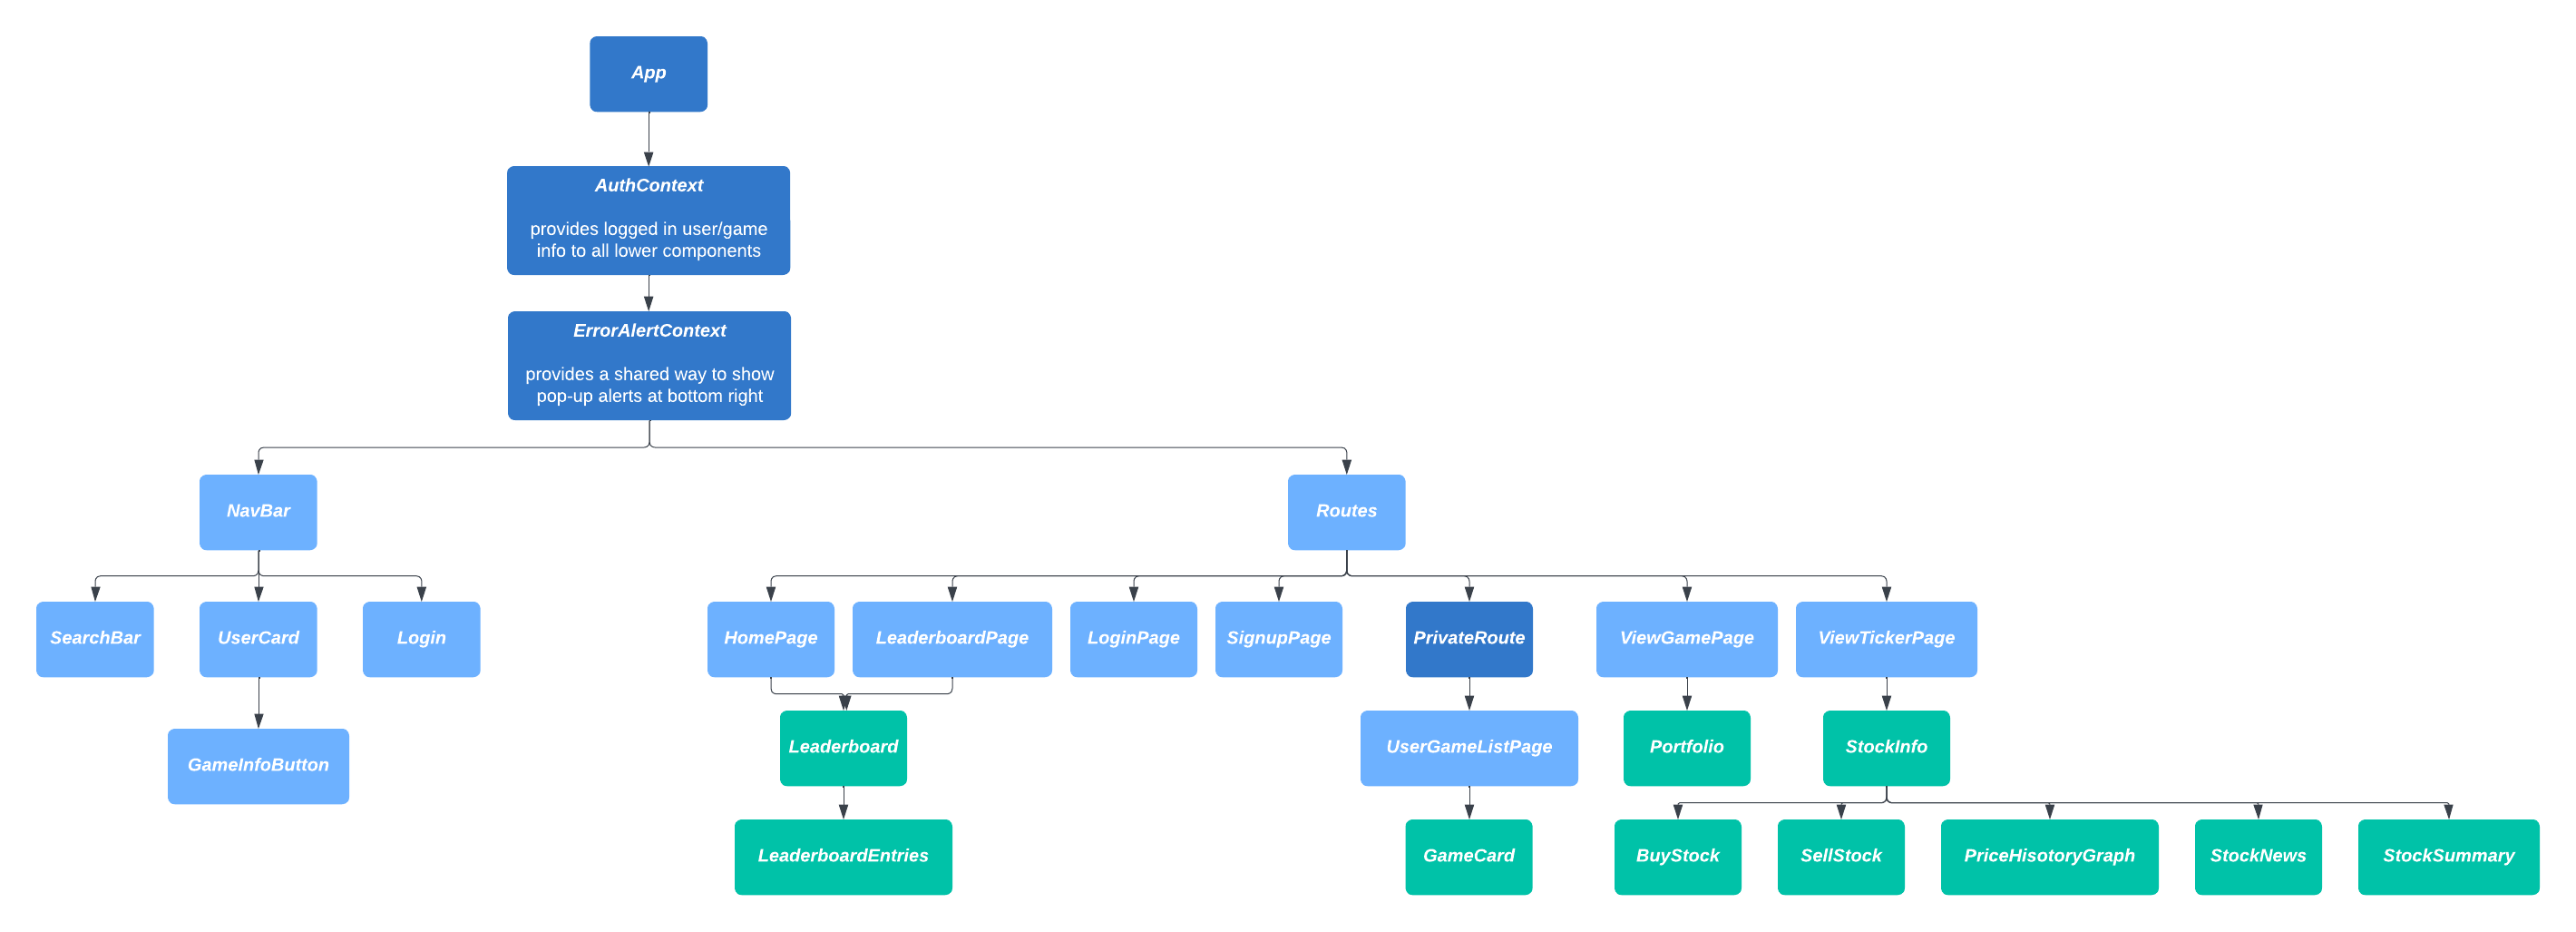 App
AuthContext
provides logged in user/game
info to all lower components
ErrorAlertContext
provides a shared way to show
pop-up alerts at bottom right
NavBar
Routes
SearchBar
UserCard
Login
HomePage
LeaderboardPage
LoginPage
SignupPage
PrivateRoute
ViewGamePage
ViewTickerPage
GameInfoButton
Leaderboard
UserGameListPage
Portfolio
StockInfo
LeaderboardEntries
GameCard
BuyStock
SellStock
PriceHisotoryGraph
StockNews
StockSummary